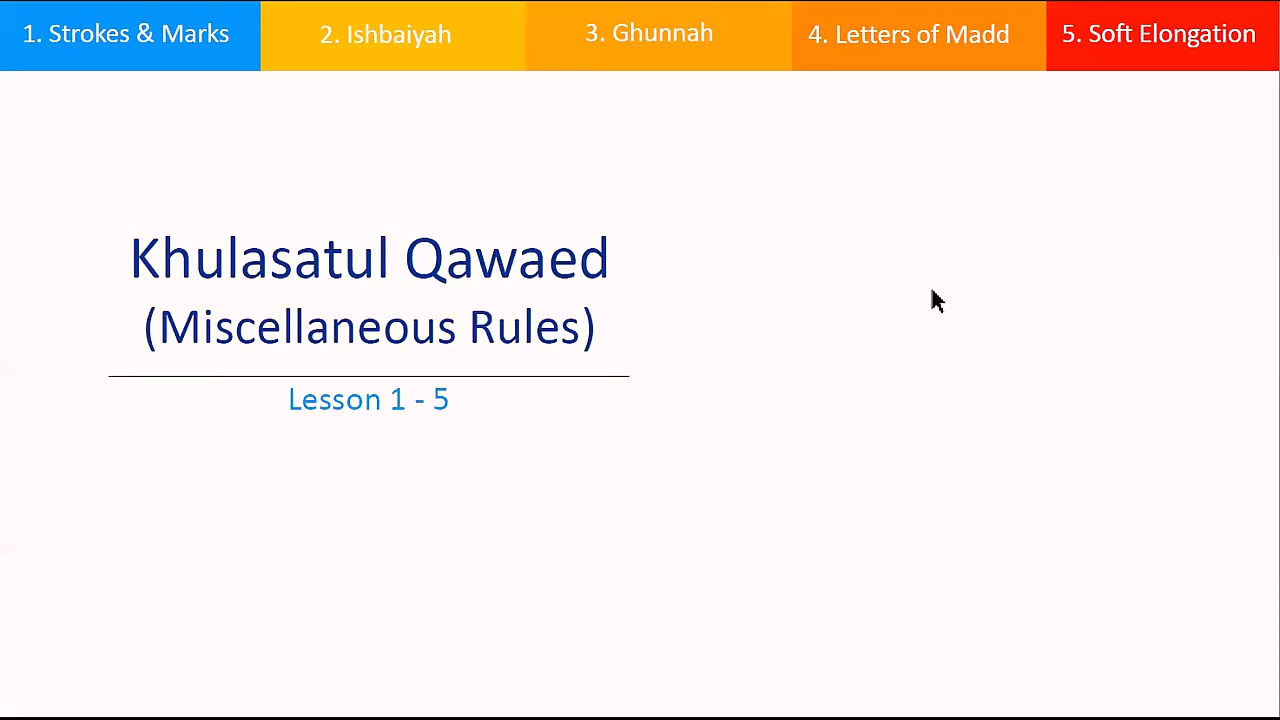 1. Strokes & Marks
2. Ishbaiyah
3. Ghunnah
4. Letters of Madd
5. Soft Elongation
Khulasatul Qawaed
(Miscellaneous Rules)
Lesson 1 - 5